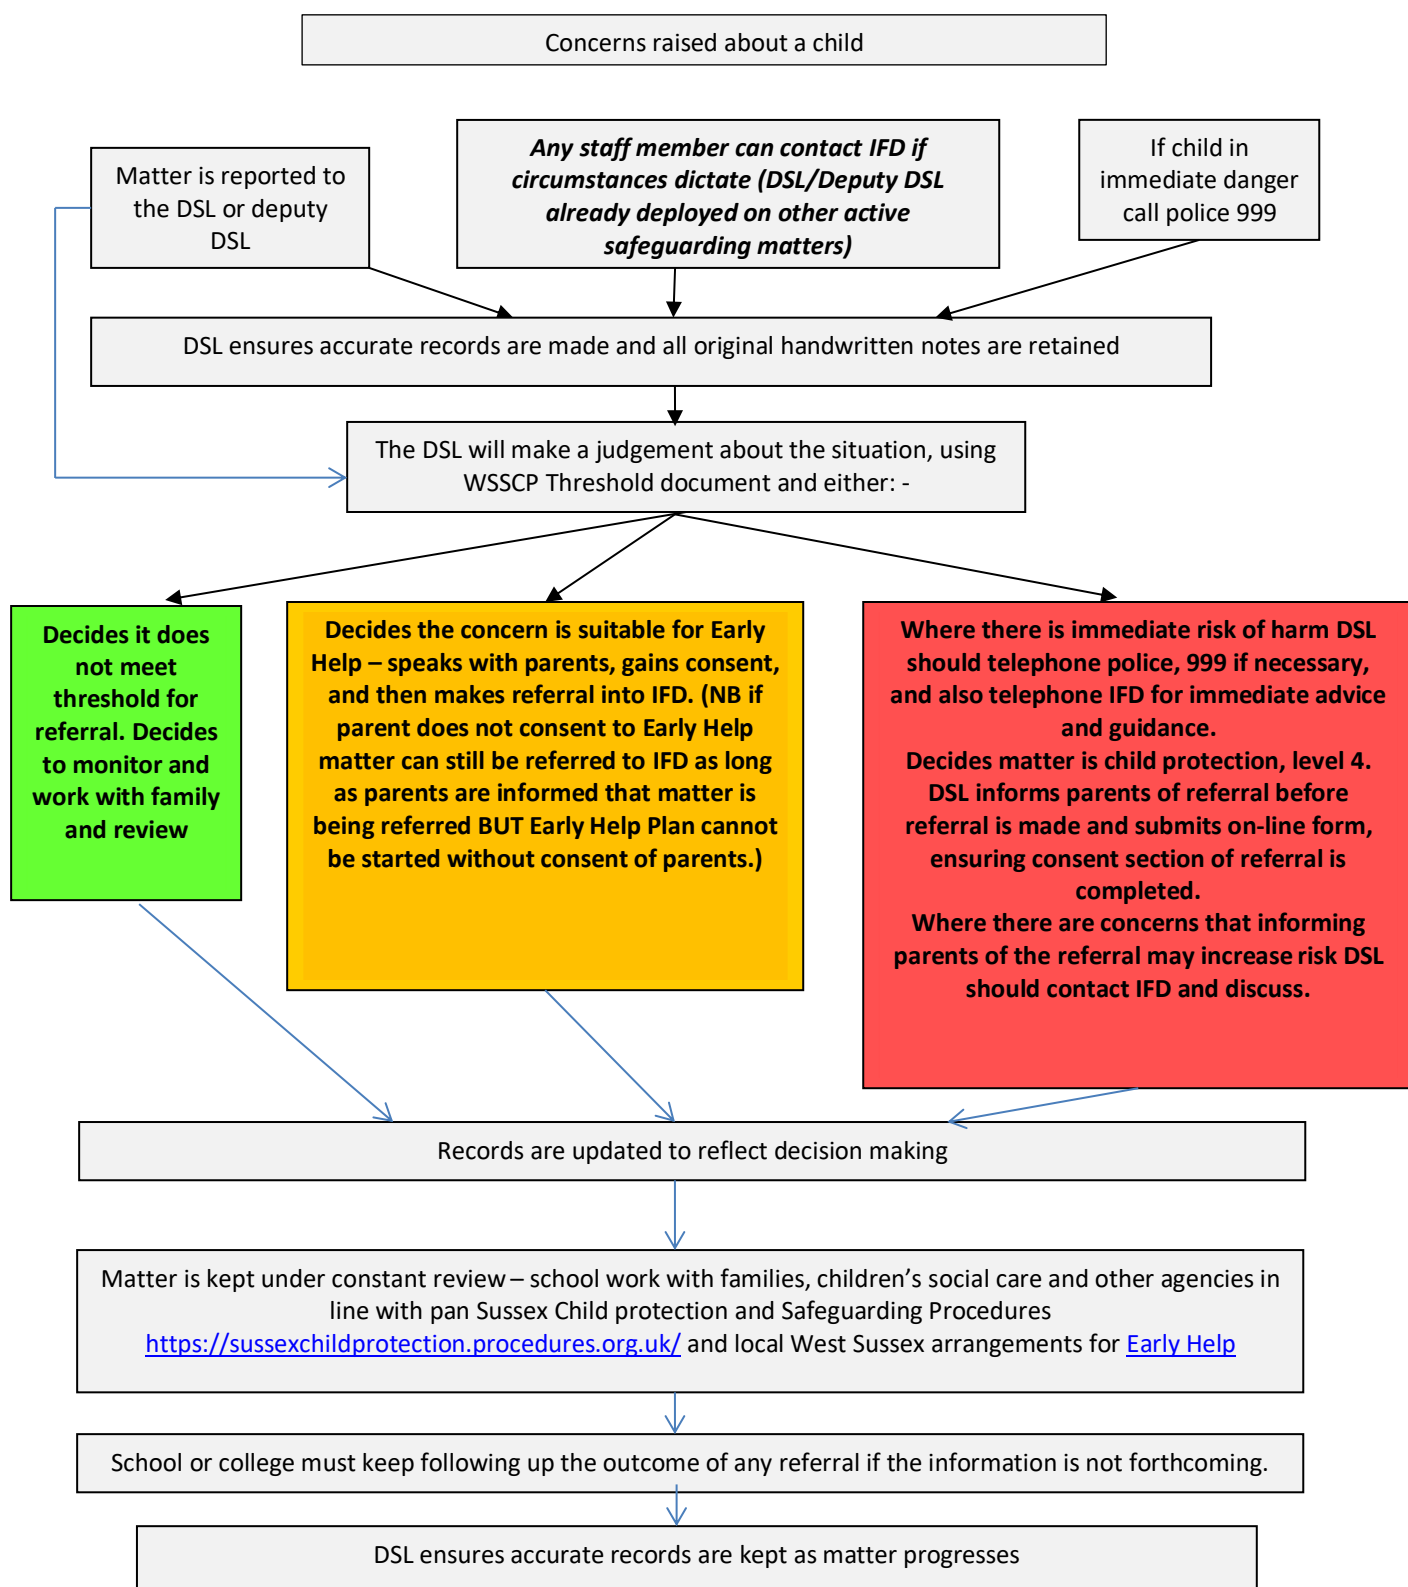 Concerns raised about a child
Matter is reported to
the DSL or deputy
DSL
Any staff member can contact IFD if
circumstances dictate (DSL/Deputy DSL
already deployed on other active
safeguarding matters)
If child in
immediate danger
call police 999
DSL ensures accurate records are made and all original handwritten notes are retained
The DSL will make a judgement about the situation, using
WSSCP Threshold document and either: -
Decides it does
not meet
threshold for
referral. Decides
to monitor and
work with family
and review
Decides the concern is suitable for Early
Help – speaks with parents, gains consent,
and then makes referral into IFD. (NB if
parent does not consent to Early Help
matter can still be referred to IFD as long
as parents are informed that matter is
being referred BUT Early Help Plan cannot
be started without consent of parents.)
Where there is immediate risk of harm DSL
should telephone police, 999 if necessary,
and also telephone IFD for immediate advice
and guidance.
Decides matter is child protection, level 4.
DSL informs parents of referral before
referral is made and submits on-line form,
ensuring consent section of referral is
completed.
Where there are concerns that informing
parents of the referral may increase risk DSL
should contact IFD and discuss.
Records are updated to reflect decision making
Matter is kept under constant review – school work with families, children’s social care and other agencies in
line with pan Sussex Child protection and Safeguarding Procedures
https://sussexchildprotection.procedures.org.uk/ and local West Sussex arrangements for Early Help
School or college must keep following up the outcome of any referral if the information is not forthcoming.
DSL ensures accurate records are kept as matter progresses